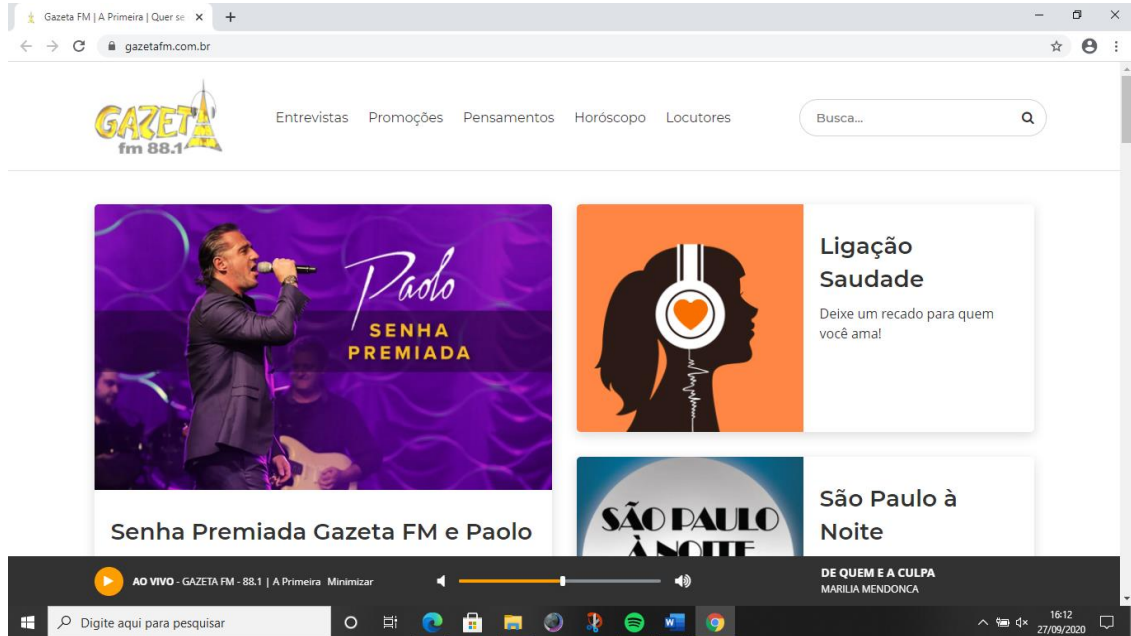 Gazeta FM | A Primeira | Quer se
gazetafm.com.br
GAZETA
fm 88.1
Entrevistas Promoções Pensamentos Horóscopo Locutores
Busca...
Paolo
SENHA
PREMIADA
Senha Premiada Gazeta FM e Paolo
Ligação
Saudade
Deixe um recado para quem
você ama!
SÃO PAULO
À NOITE
São Paulo à
Noite
AO VIVO - GAZETA FM - 88.1 | A Primeira Minimizar
DE QUEM E A CULPA
MARILIA MENDONCA
Digite aqui para pesquisar
16:12
27/09/2020